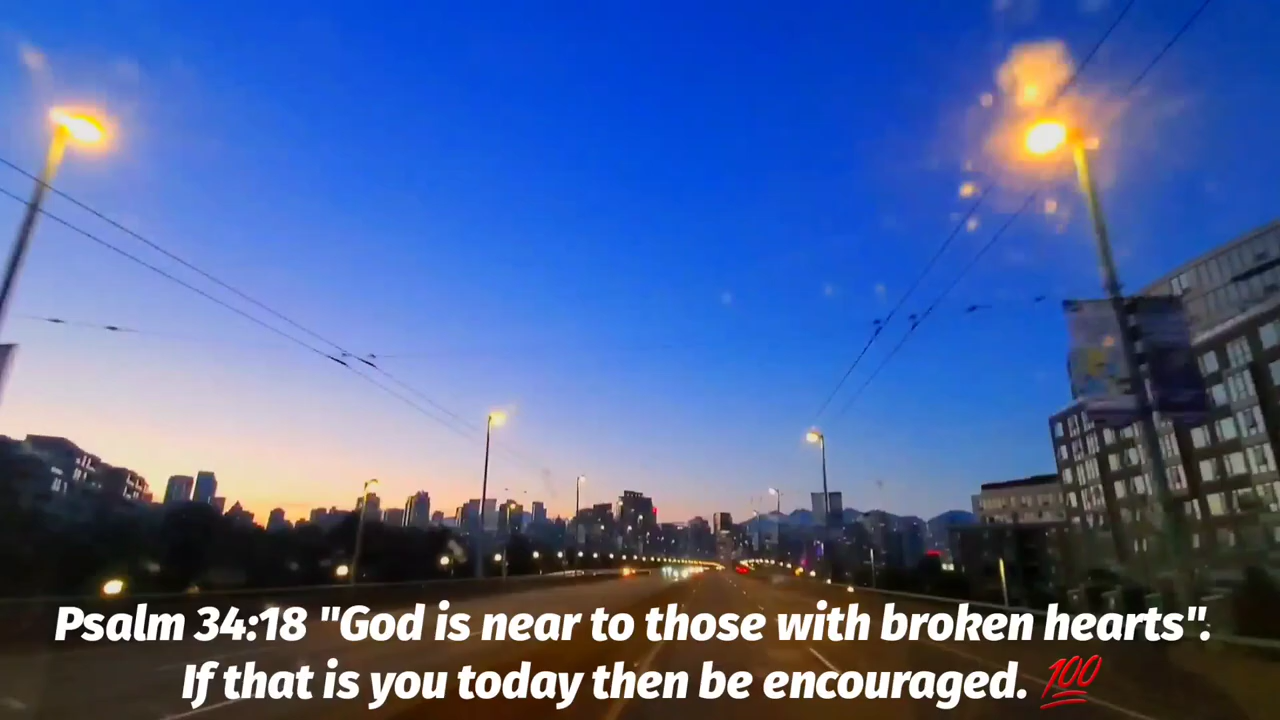 Psalm 34:18 "God is near to those with broken hearts".
If that is you today then be encouraged. 💯